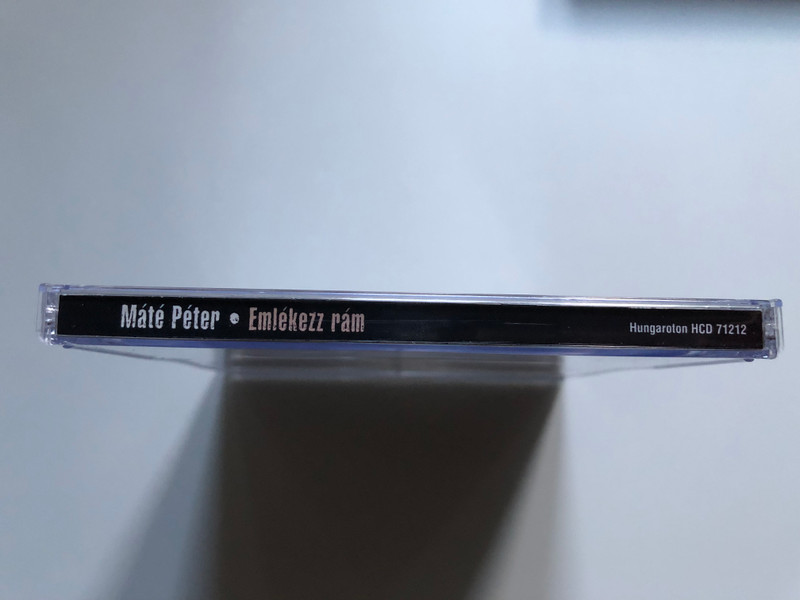 Máté Péter • Emlékezz rám
Hungaroton HCD 71212